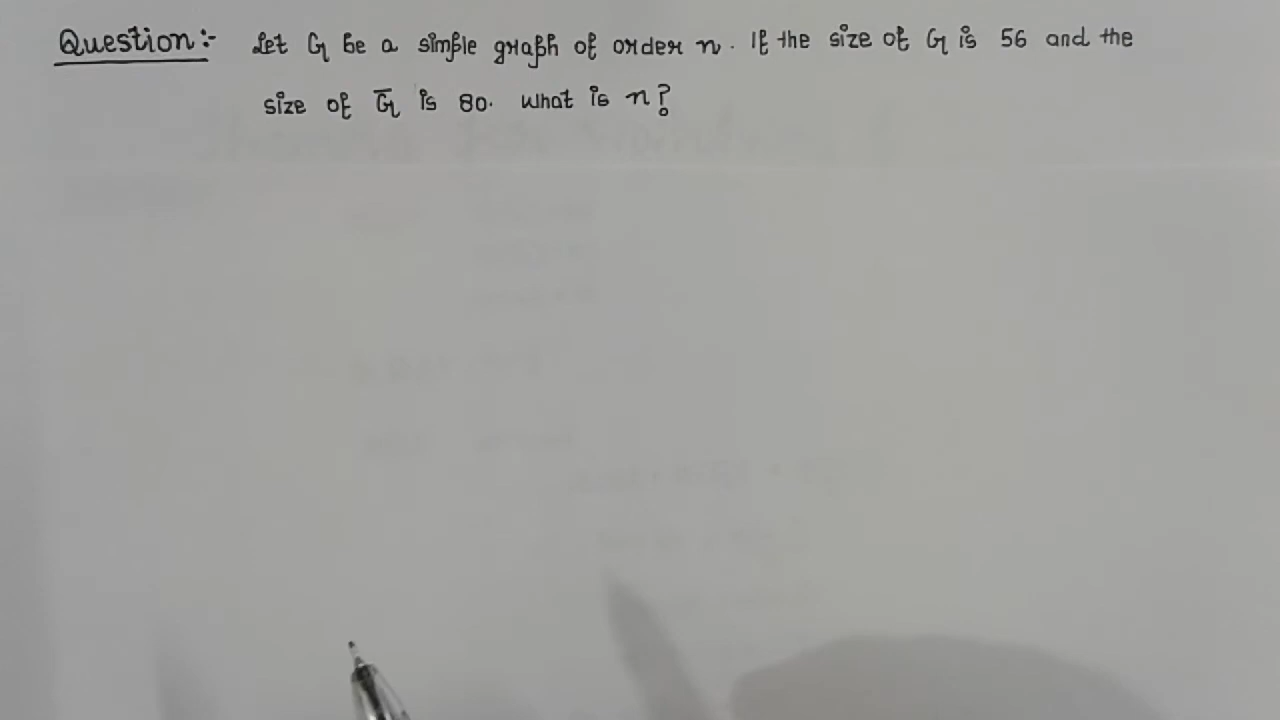 Question:- Let G be a simple graph of order n. If the size of G is 56 and the
size of G̅ is 80. what is n?